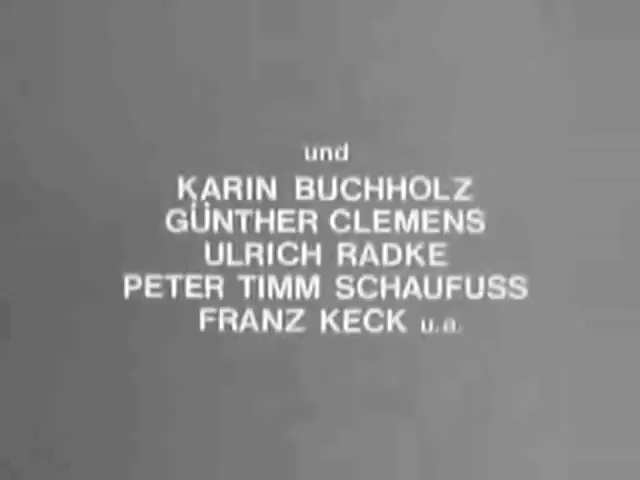 und
KARIN BUCHHOLZ
GÜNTHER CLEMENS
ULRICH RADKE
PETER TIMM SCHAUFUSS
FRANZ KECK u.a.